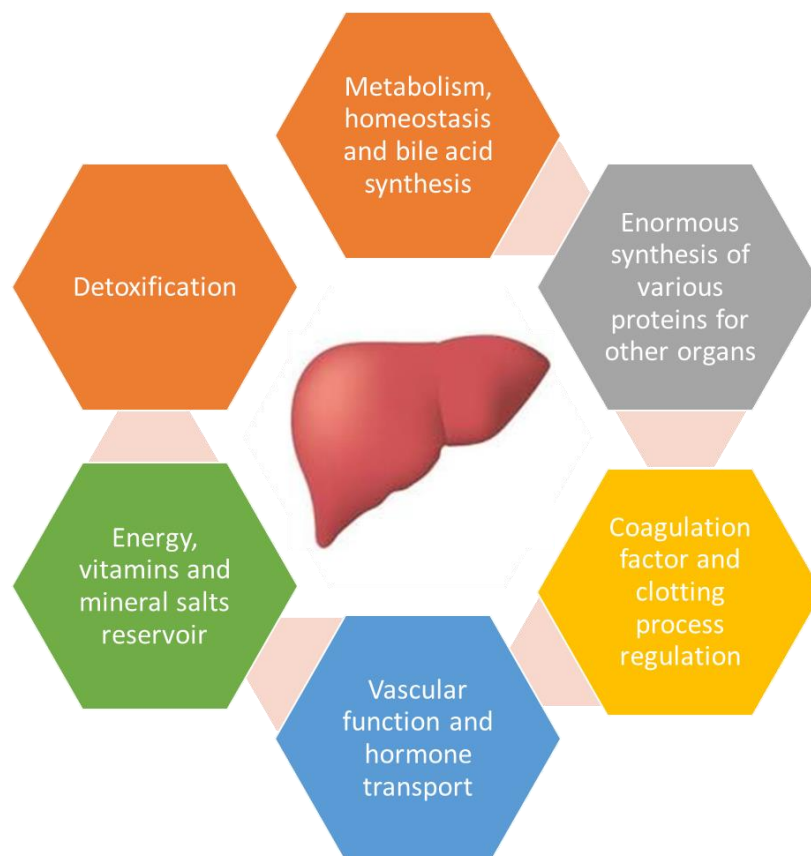 Metabolism,
homeostasis
and bile acid
synthesis
Enormous
synthesis of
various
proteins for
other organs
Coagulation
factor and
clotting
process
regulation
Vascular
function and
hormone
transport
Energy,
vitamins and
mineral salts
reservoir
Detoxification